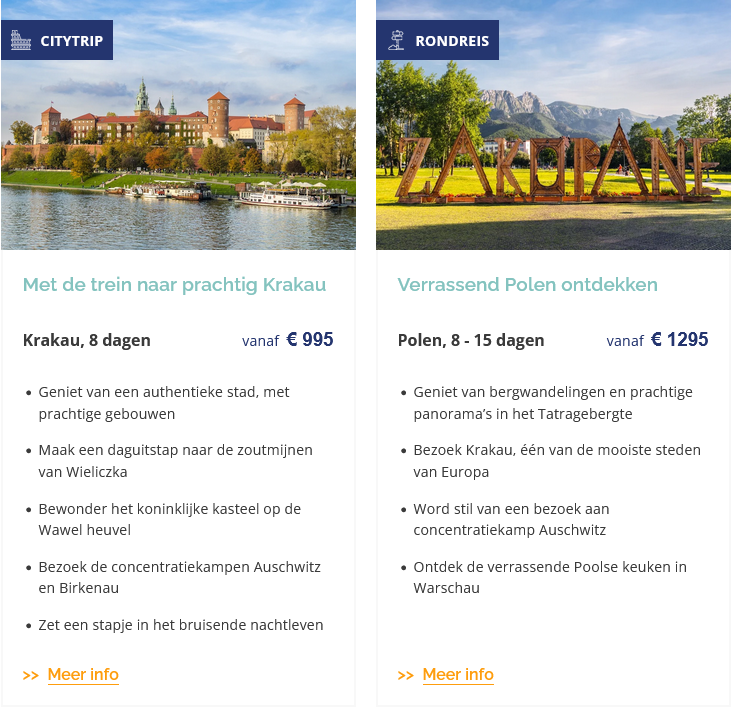 CITYTRIP
Met de trein naar prachtig Krakau
Krakau, 8 dagen vanaf € 995
Geniet van een authentieke stad, met
prachtige gebouwen
Maak een daguitstap naar de zoutmijnen
van Wieliczka
Bewonder het koninklijke kasteel op de
Wawel heuvel
Bezoek de concentratiekampen Auschwitz
en Birkenau
Zet een stapje in het bruisende nachtleven
>> Meer info
RONDREIS
ZAKOPANE
Verrassend Polen ontdekken
Polen, 8 - 15 dagen vanaf € 1295
Geniet van bergwandelingen en prachtige
panorama’s in het Tatragebergte
Bezoek Krakau, één van de mooiste steden
van Europa
Word stil van een bezoek aan
concentratiekamp Auschwitz
Ontdek de verrassende Poolse keuken in
Warschau
>> Meer info